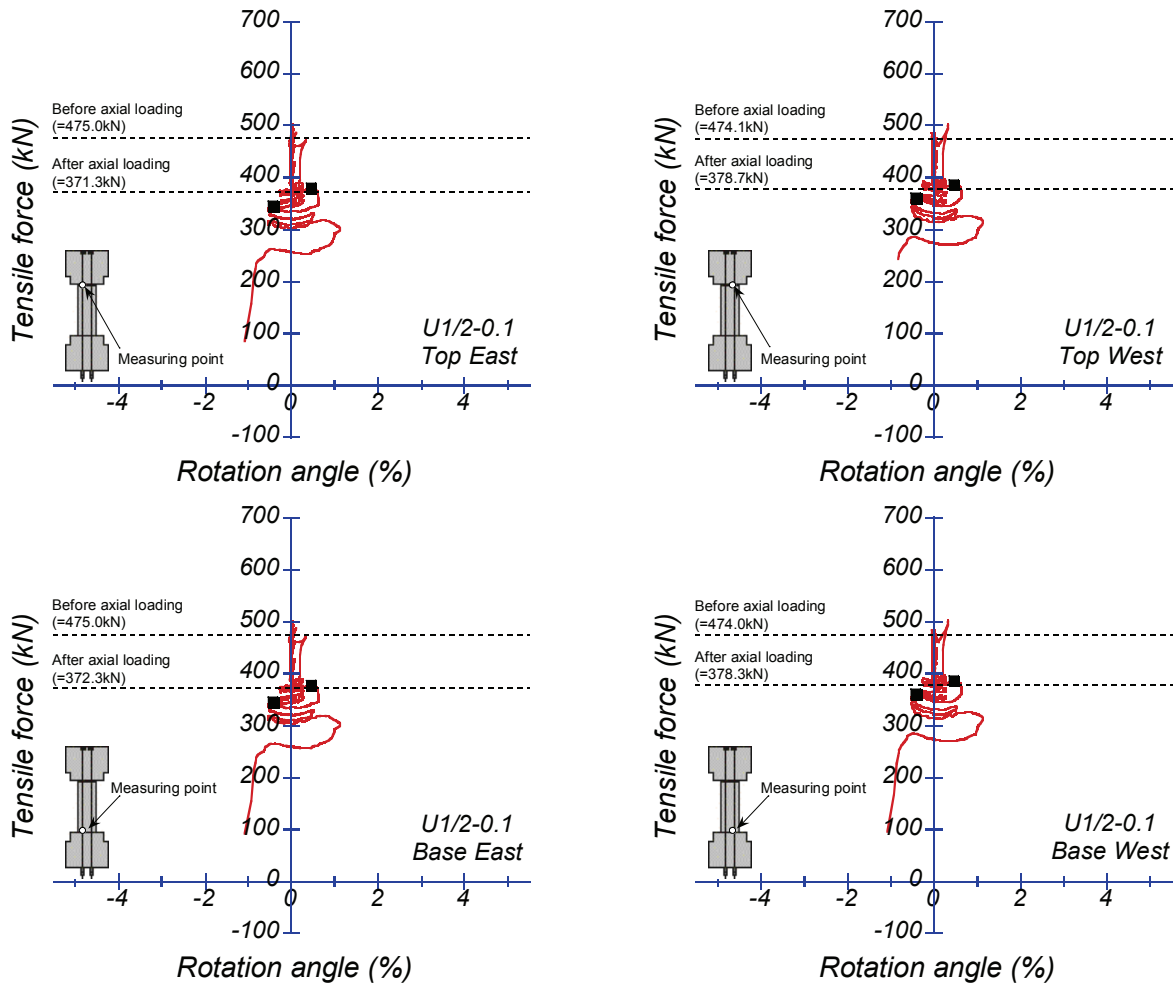 700
600
500
400
300
200
100
0
-100
Tensile force (kN)
Before axial loading
(=475.0kN)
After axial loading
(=371.3kN)
Measuring point
U1/2-0.1
Top East
-4 -2 0 2 4
Rotation angle (%)
700
600
500
400
300
200
100
0
-100
Tensile force (kN)
Before axial loading
(=474.1kN)
After axial loading
(=378.7kN)
Measuring point
U1/2-0.1
Top West
-4 -2 0 2 4
Rotation angle (%)
700
600
500
400
300
200
100
0
-100
Tensile force (kN)
Before axial loading
(=475.0kN)
After axial loading
(=372.3kN)
Measuring point
U1/2-0.1
Base East
-4 -2 0 2 4
Rotation angle (%)
700
600
500
400
300
200
100
0
-100
Tensile force (kN)
Before axial loading
(=474.0kN)
After axial loading
(=378.3kN)
Measuring point
U1/2-0.1
Base West
-4 -2 0 2 4
Rotation angle (%)